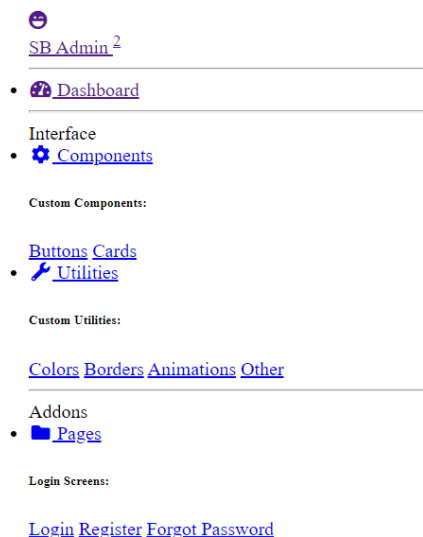 SB Admin 2
Dashboard
Interface
Components
Custom Components:
Buttons Cards
Utilities
Custom Utilities:
Colors Borders Animations Other
Addons
Pages
Login Screens:
Login Register Forgot Password